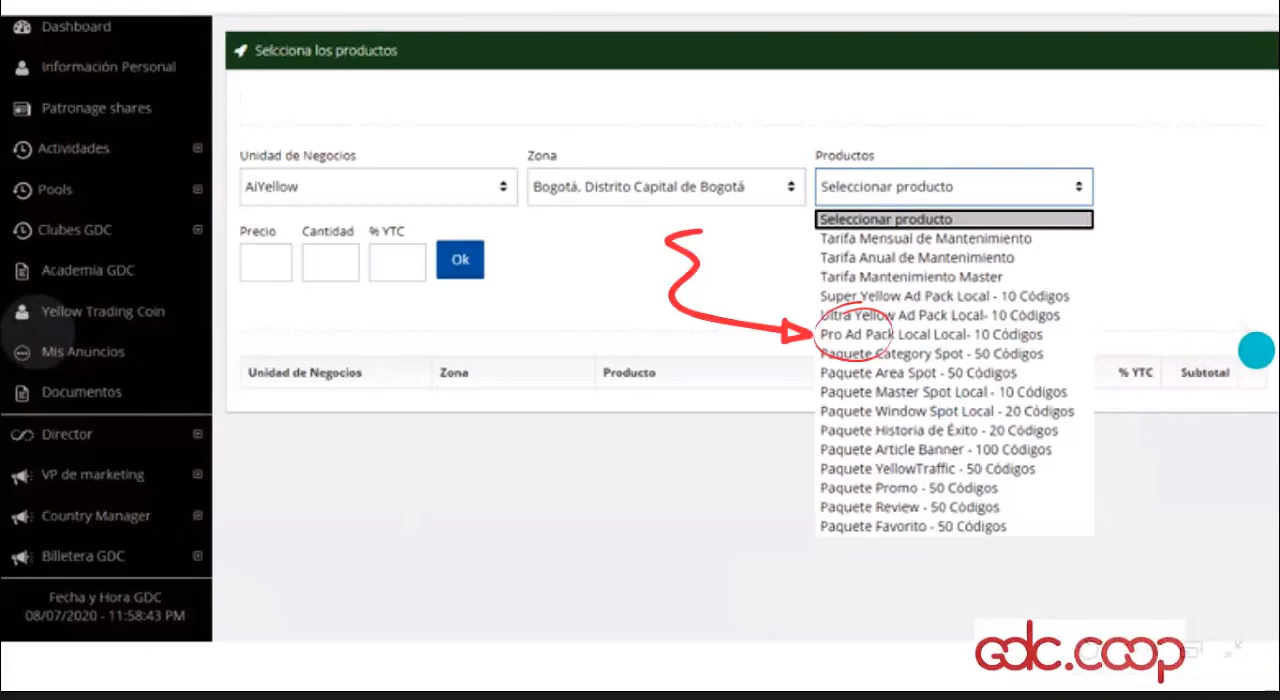 Dashboard
Información Personal
Patronage shares
Actividades
Pools
Clubes GDC
Academia GDC
Yellow Trading Coin
Mis Anuncios
Documentos
Director
VP de marketing
Country Manager
Billetera GDC
Fecha y Hora GDC
08/07/2020 - 11:58:43 PM
Selcciona los productos
Unidad de Negocios Zona Productos
AiYellow Bogotá, Distrito Capital de Bogotá Seleccionar producto
Precio Cantidad % YTC
Ok
Seleccionar producto
Tarifa Mensual de Mantenimiento
Tarifa Anual de Mantenimiento
Tarifa Mantenimiento Master
Super Yellow Ad Pack Local - 10 Códigos
Ultra Yellow Ad Pack Local- 10 Códigos
Pro Ad Pack Local Local- 10 Códigos
Paquete Category Spot - 50 Códigos
Paquete Area Spot - 50 Códigos
Paquete Master Spot Local - 10 Códigos
Paquete Window Spot Local - 20 Códigos
Paquete Historia de Éxito - 20 Códigos
Paquete Article Banner - 100 Códigos
Paquete YellowTraffic - 50 Códigos
Paquete Promo - 50 Códigos
Paquete Review - 50 Códigos
Paquete Favorito - 50 Códigos
Unidad de Negocios Zona Producto % YTC Subtotal
GDC.COOP